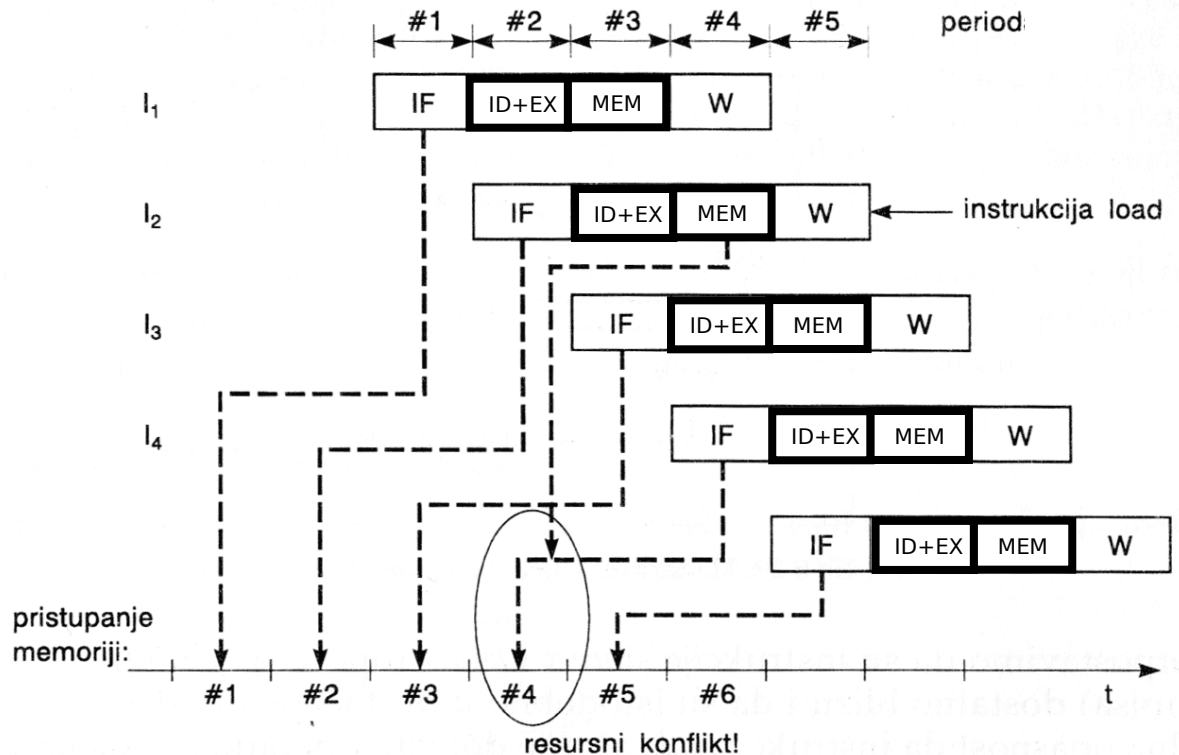 #1 #2 #3 #4 #5 period
I₁ IF ID+EX MEM W
I₂ IF ID+EX MEM W instrukcija load
I₃ IF ID+EX MEM W
I₄ IF ID+EX MEM W
IF ID+EX MEM W
pristupanje
memoriji:
#1 #2 #3 #4 #5 #6 t
resursni konflikt!